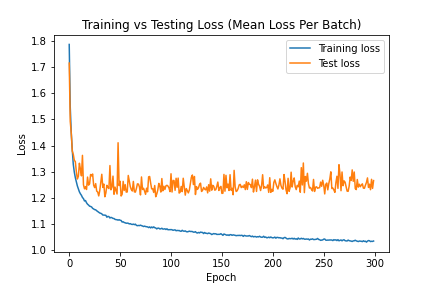 Training vs Testing Loss (Mean Loss Per Batch)
Training loss
Test loss
1.8
1.7
1.6
1.5
1.4
1.3
1.2
1.1
1.0
Loss
0 50 100 150 200 250 300
Epoch